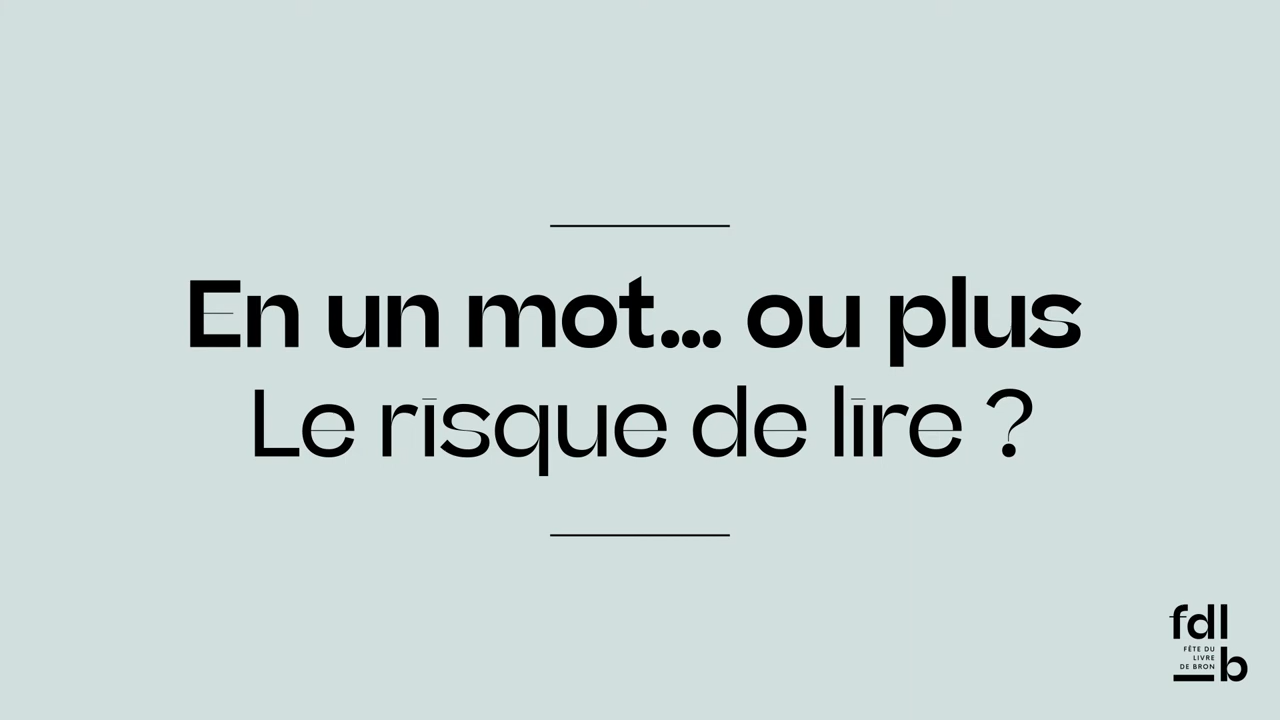 En un mot... ou plus
Le risque de lire ?
fdl
FÊTE DU
LIVRE
DE BRON
b